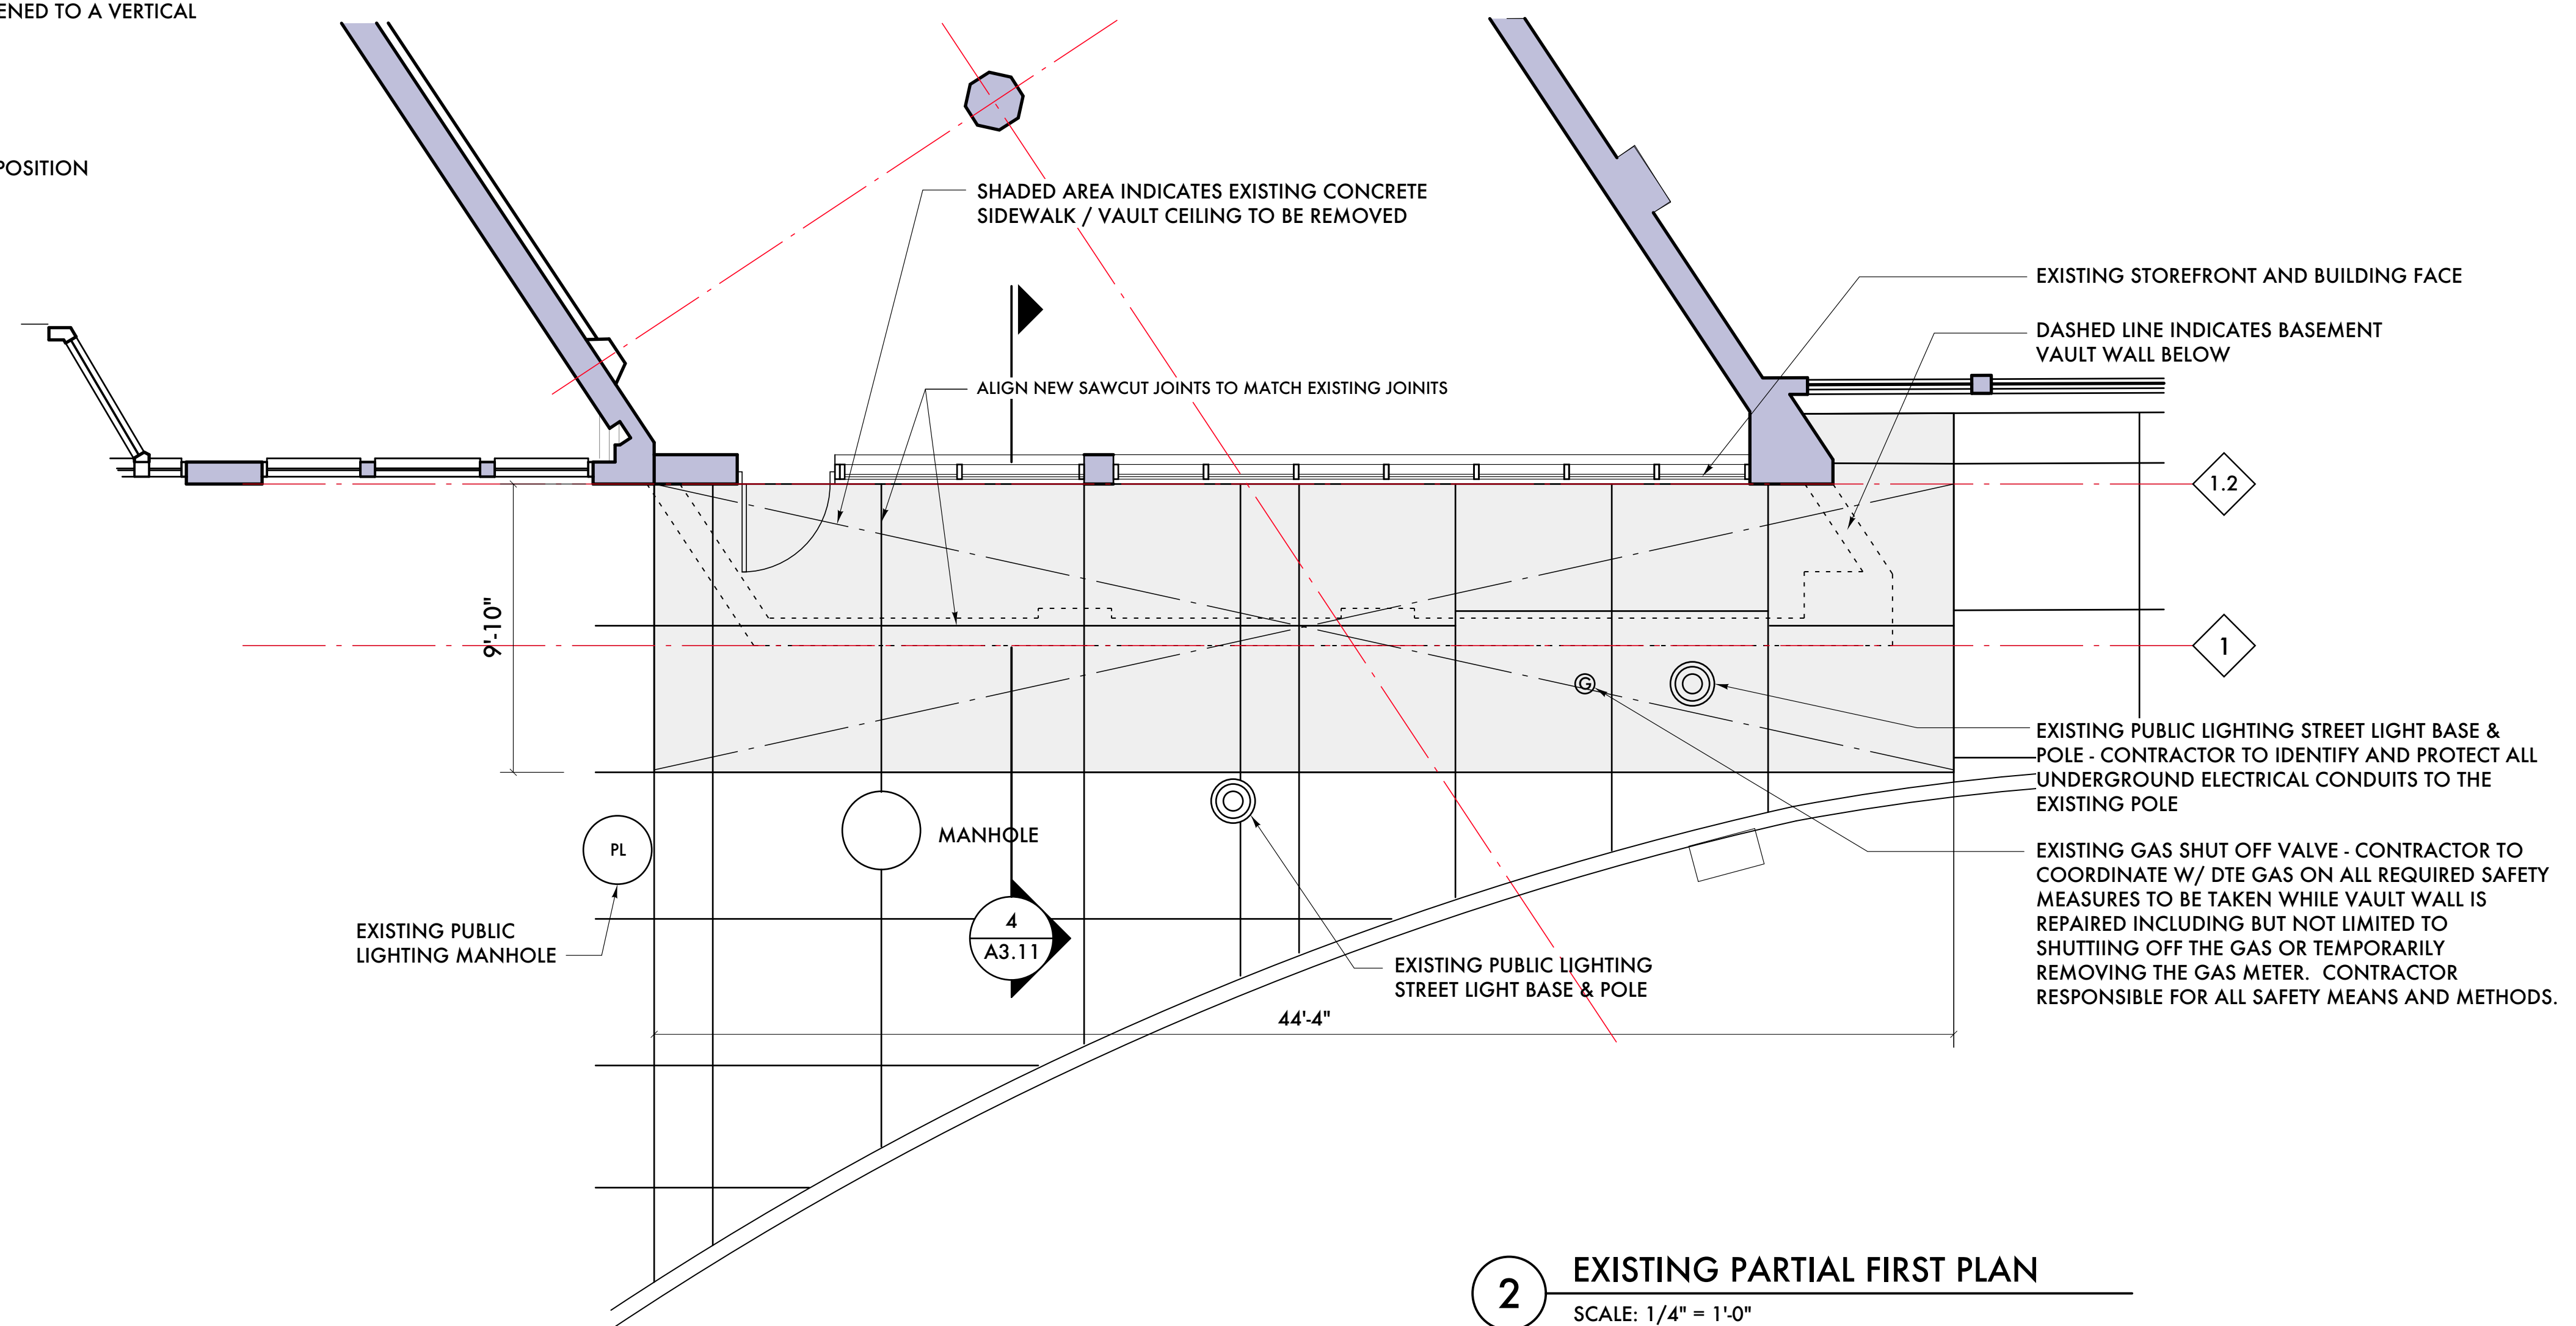 ENED TO A VERTICAL
POSITION
SHADED AREA INDICATES EXISTING CONCRETE
SIDEWALK / VAULT CEILING TO BE REMOVED
EXISTING STOREFRONT AND BUILDING FACE
DASHED LINE INDICATES BASEMENT
VAULT WALL BELOW
ALIGN NEW SAWCUT JOINTS TO MATCH EXISTING JOINITS
1.2
9'-10"
1
G
EXISTING PUBLIC LIGHTING STREET LIGHT BASE &
POLE - CONTRACTOR TO IDENTIFY AND PROTECT ALL
UNDERGROUND ELECTRICAL CONDUITS TO THE
EXISTING POLE
PL
MANHOLE
EXISTING GAS SHUT OFF VALVE - CONTRACTOR TO
COORDINATE W/ DTE GAS ON ALL REQUIRED SAFETY
MEASURES TO BE TAKEN WHILE VAULT WALL IS
REPAIRED INCLUDING BUT NOT LIMITED TO
SHUTTIING OFF THE GAS OR TEMPORARILY
REMOVING THE GAS METER. CONTRACTOR
RESPONSIBLE FOR ALL SAFETY MEANS AND METHODS.
EXISTING PUBLIC
LIGHTING MANHOLE
4
A3.11
EXISTING PUBLIC LIGHTING
STREET LIGHT BASE & POLE
44'-4"
2
EXISTING PARTIAL FIRST PLAN
SCALE: 1/4" = 1'-0"